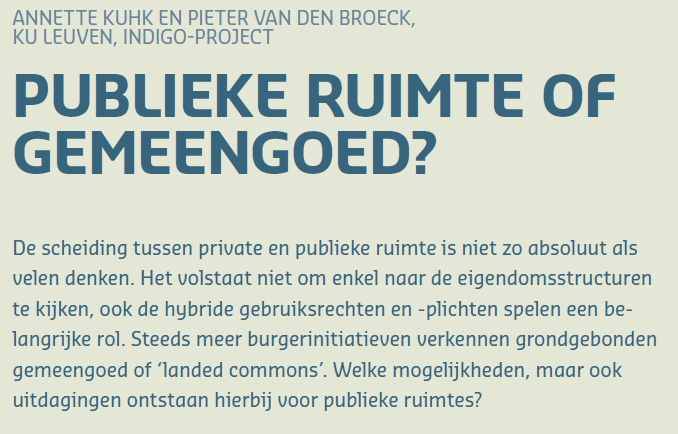 ANNETTE KUHK EN PIETER VAN DEN BROECK,
KU LEUVEN, INDIGO-PROJECT
PUBLIEKE RUIMTE OF
GEMEENGOED?
De scheiding tussen private en publieke ruimte is niet zo absoluut als
velen denken. Het volstaat niet om enkel naar de eigendomsstructuren
te kijken, ook de hybride gebruiksrechten en -plichten spelen een be-
langrijke rol. Steeds meer burgerinitiatieven verkennen grondgebonden
gemeengoed of ‘landed commons’. Welke mogelijkheden, maar ook
uitdagingen ontstaan hierbij voor publieke ruimtes?